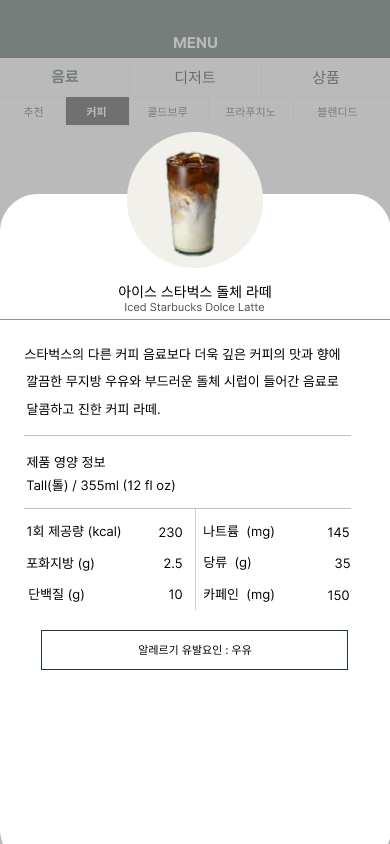 MENU
음료 디저트 상품
추천 커피 콜드브루 프라푸치노 블렌디드
아이스 스타벅스 돌체 라떼
Iced Starbucks Dolce Latte
스타벅스의 다른 커피 음료보다 더욱 깊은 커피의 맛과 향에
깔끔한 무지방 우유와 부드러운 돌체 시럽이 들어간 음료로
달콤하고 진한 커피 라떼.
제품 영양 정보
Tall(톨) / 355ml (12 fl oz)
1회 제공량 (kcal) 230 나트륨 (mg) 145
포화지방 (g) 2.5 당류 (g) 35
단백질 (g) 10 카페인 (mg) 150
알레르기 유발요인 : 우유